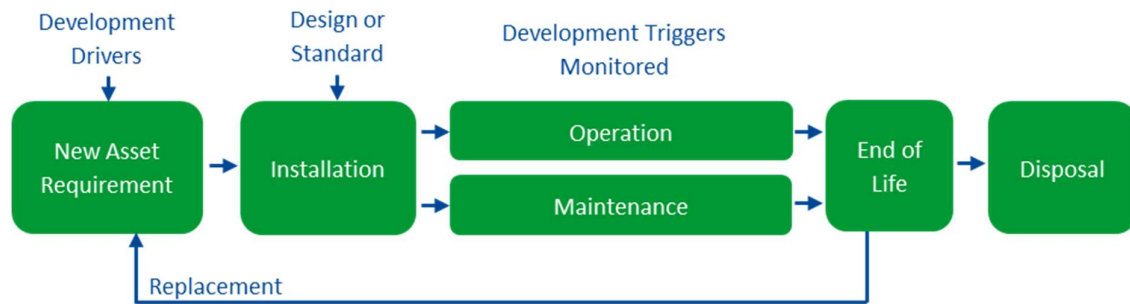 Development
Drivers
Design or
Standard
Development Triggers
Monitored
New Asset
Requirement
Installation
Operation
Maintenance
End of
Life
Disposal
Replacement